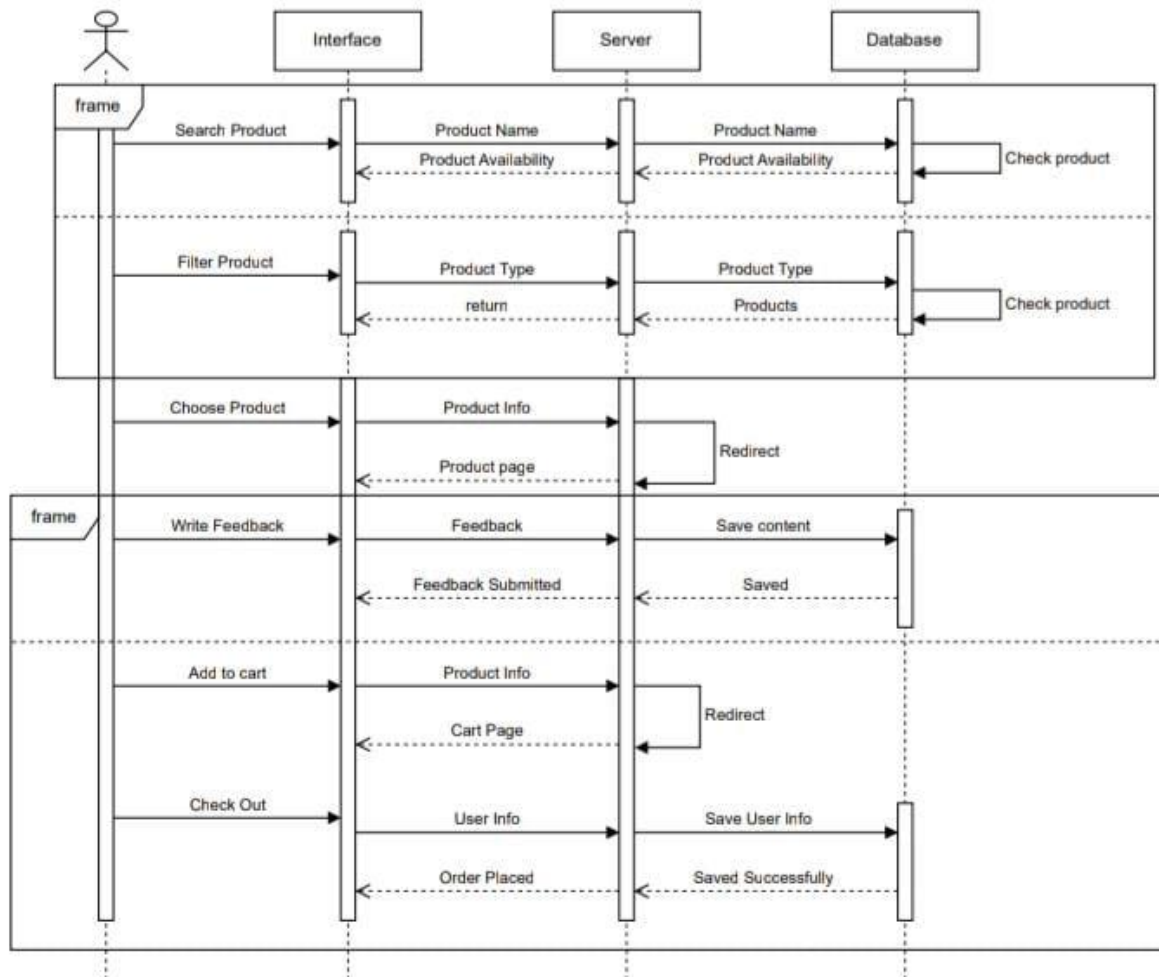 Interface
Server
Database
frame
Search Product
Product Name
Product Name
Product Availability
Product Availability
Check product
Filter Product
Product Type
Product Type
return
Products
Check product
Choose Product
Product Info
Redirect
Product page
frame
Write Feedback
Feedback
Save content
Feedback Submitted
Saved
Add to cart
Product Info
Redirect
Cart Page
Check Out
User Info
Save User Info
Order Placed
Saved Successfully